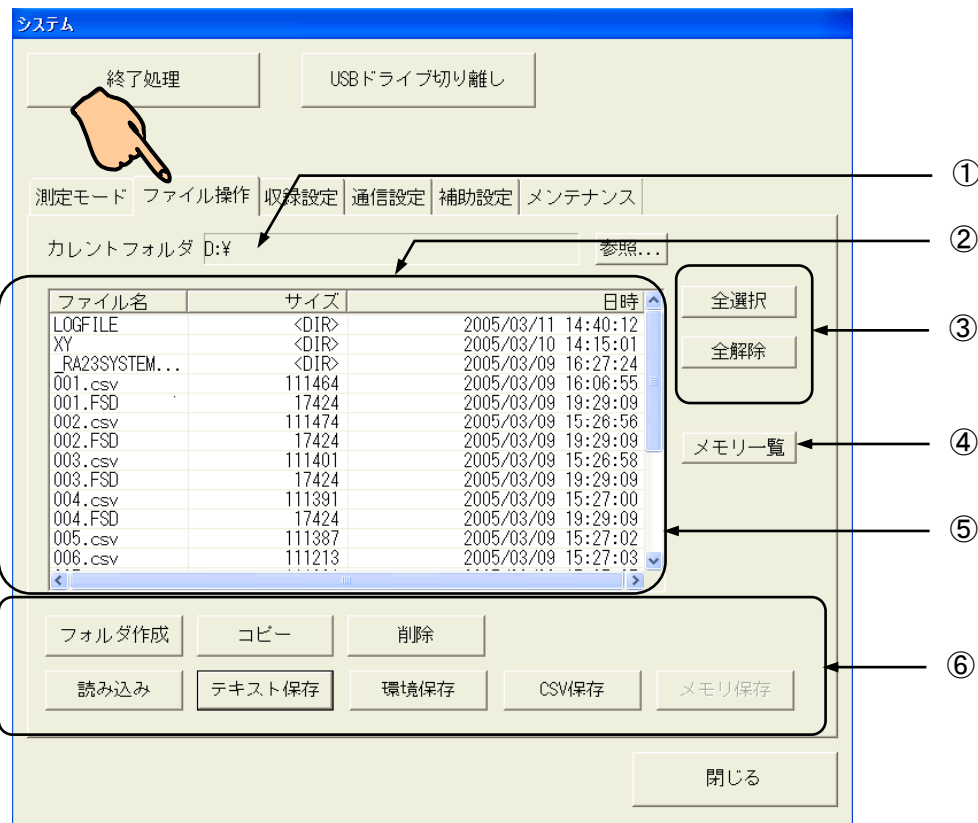 システム
終了処理 USBドライブ切り離し
測定モード ファイル操作 収録設定 通信設定 補助設定 メンテナンス ①
カレントフォルダ D:¥ 参照... ②
ファイル名 サイズ 日時 全選択
LOGFILE <DIR> 2005/03/11 14:40:12 ③
XY <DIR> 2005/03/10 14:15:01 全解除
_RA23SYSTEM... <DIR> 2005/03/09 16:27:24
001.csv 111464 2005/03/09 16:06:55
001.FSD 17424 2005/03/09 19:29:09
002.csv 111474 2005/03/09 15:26:56
002.FSD 17424 2005/03/09 19:29:09 メモリ一覧 ④
003.csv 111401 2005/03/09 15:26:58
003.FSD 17424 2005/03/09 19:29:09
004.csv 111391 2005/03/09 15:27:00
004.FSD 17424 2005/03/09 19:29:09 ⑤
005.csv 111387 2005/03/09 15:27:02
006.csv 111213 2005/03/09 15:27:03
フォルダ作成 コピー 削除
読み込み テキスト保存 環境保存 CSV保存 メモリ保存 ⑥
閉じる